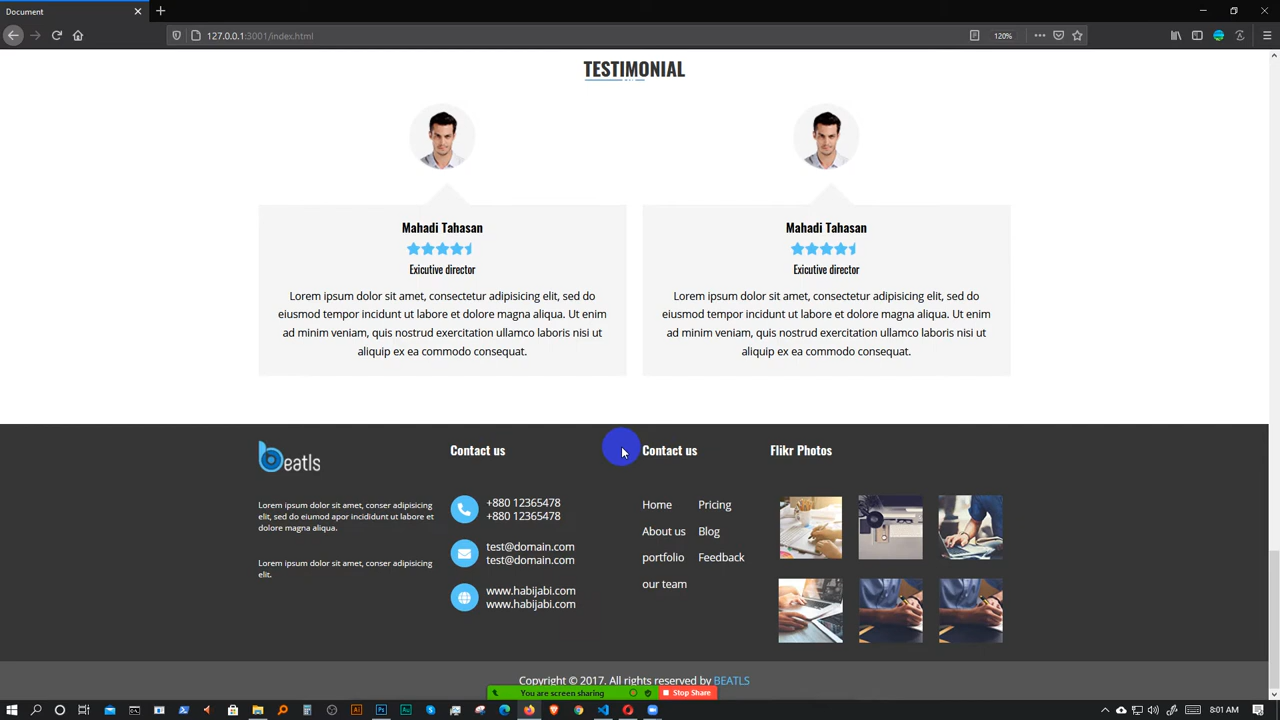 Document
127.0.0.1:3001/index.html
120%
TESTIMONIAL
Mahadi Tahasan
Exicutive director
Lorem ipsum dolor sit amet, consectetur adipisicing elit, sed do
eiusmod tempor incididunt ut labore et dolore magna aliqua. Ut enim
ad minim veniam, quis nostrud exercitation ullamco laboris nisi ut
aliquip ex ea commodo consequat.
Mahadi Tahasan
Exicutive director
Lorem ipsum dolor sit amet, consectetur adipisicing elit, sed do
eiusmod tempor incididunt ut labore et dolore magna aliqua. Ut enim
ad minim veniam, quis nostrud exercitation ullamco laboris nisi ut
aliquip ex ea commodo consequat.
beatls
Lorem ipsum dolor sit amet, conser adipisicing
elit, sed do eiumod apor incididunt ut labore et
dolore magna aliqua.
Lorem ipsum dolor sit amet, conser adipisicing
elit.
Contact us
+880 12365478
+880 12365478
test@domain.com
test@domain.com
www.habijabi.com
www.habijabi.com
Contact us
Home
About us
portfolio
our team
Pricing
Blog
Feedback
Flikr Photos
Copyright © 2017. All rights reserved by BEATLS
You are screen sharing
Stop Share
8:01 AM